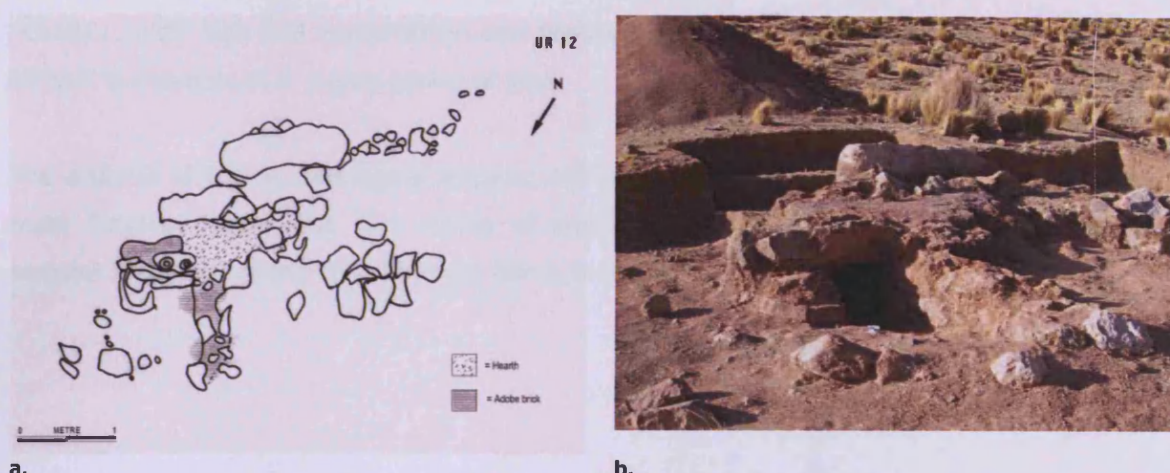 UR 12
N
= Hearth
= Adobe brick
0 METRE 1
a.
b.